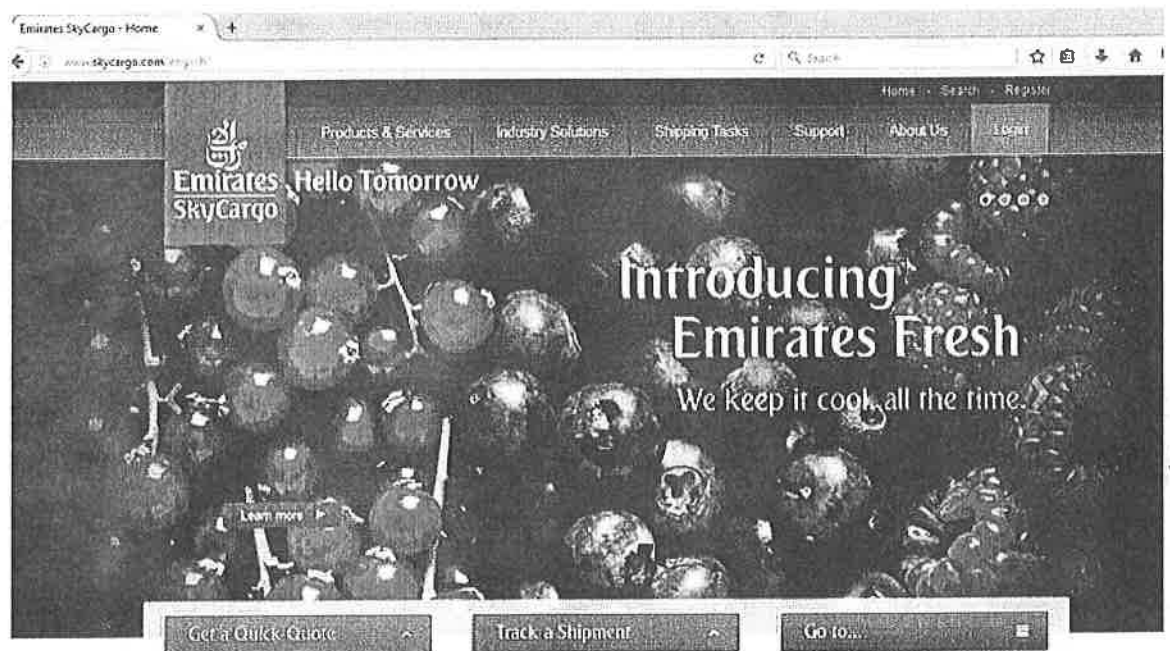 Emirates SkyCargo - Home × +
www.skycargo.com/english/ Search
Home · Search · Register
Products & Services Industry Solutions Shipping Tasks Support About Us Login
Emirates
SkyCargo
Hello Tomorrow
Introducing
Emirates Fresh
We keep it cool, all the time.
Learn more
Get a Quick Quote Track a Shipment Go to...